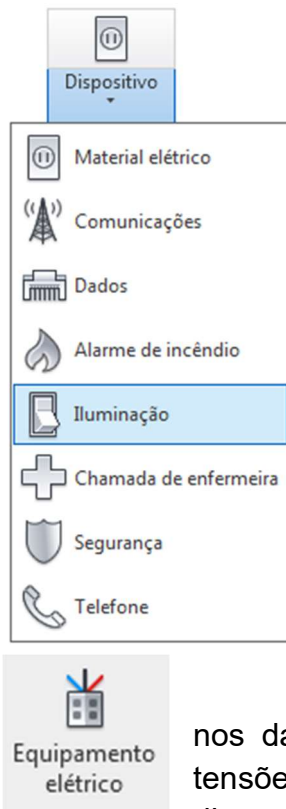 Dispositivo
Material elétrico
Comunicações
Dados
Alarme de incêndio
Iluminação
Chamada de enfermeira
Segurança
Telefone
Equipamento
elétrico
nos da
tensõe